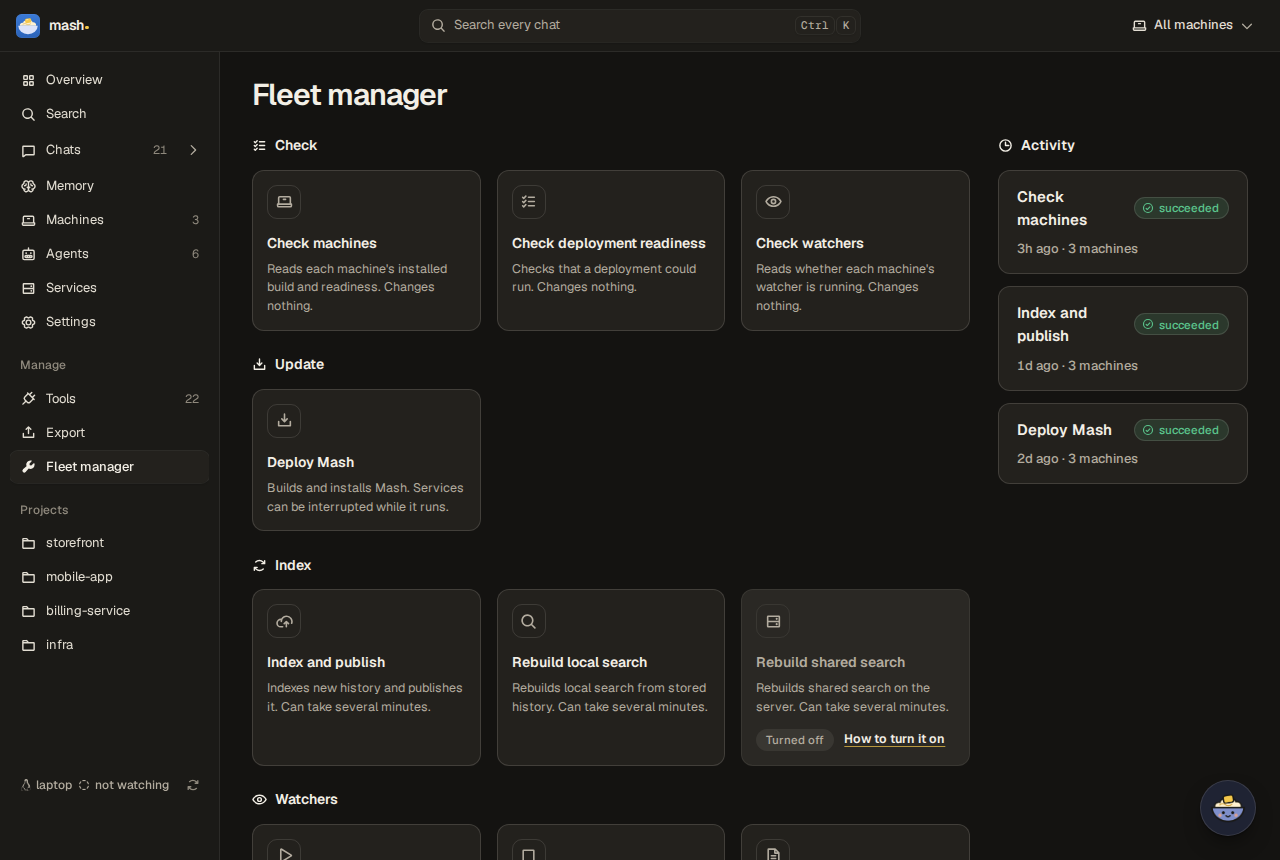 mash
Search every chat
Ctrl K
All machines
Overview
Search
Chats 21
Memory
Machines 3
Agents 6
Services
Settings
Manage
Tools 22
Export
Fleet manager
Projects
storefront
mobile-app
billing-service
infra
laptop not watching
Fleet manager
Check
Check machines
Reads each machine's installed
build and readiness. Changes
nothing.
Check deployment readiness
Checks that a deployment could
run. Changes nothing.
Check watchers
Reads whether each machine's
watcher is running. Changes
nothing.
Update
Deploy Mash
Builds and installs Mash. Services
can be interrupted while it runs.
Index
Index and publish
Indexes new history and publishes
it. Can take several minutes.
Rebuild local search
Rebuilds local search from stored
history. Can take several minutes.
Rebuild shared search
Rebuilds shared search on the
server. Can take several minutes.
Turned off How to turn it on
Watchers
Activity
Check
machines
succeeded
3h ago · 3 machines
Index and
publish
succeeded
1d ago · 3 machines
Deploy Mash succeeded
2d ago · 3 machines